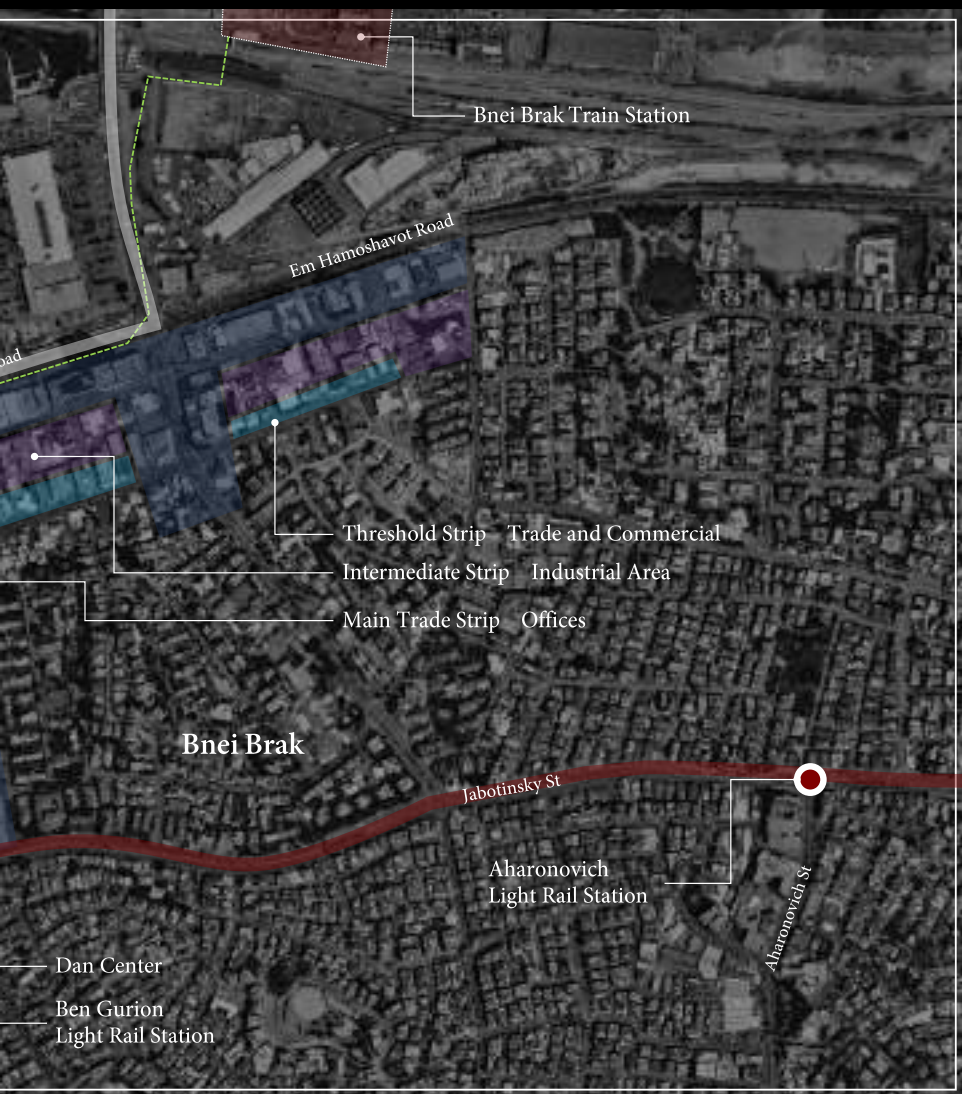 Bnei Brak Train Station
Em Hamoshavot Road
oad
Threshold Strip Trade and Commercial
Intermediate Strip Industrial Area
Main Trade Strip Offices
Bnei Brak
Jabotinsky St
Aharonovich
Light Rail Station
Aharonovich St
Dan Center
Ben Gurion
Light Rail Station